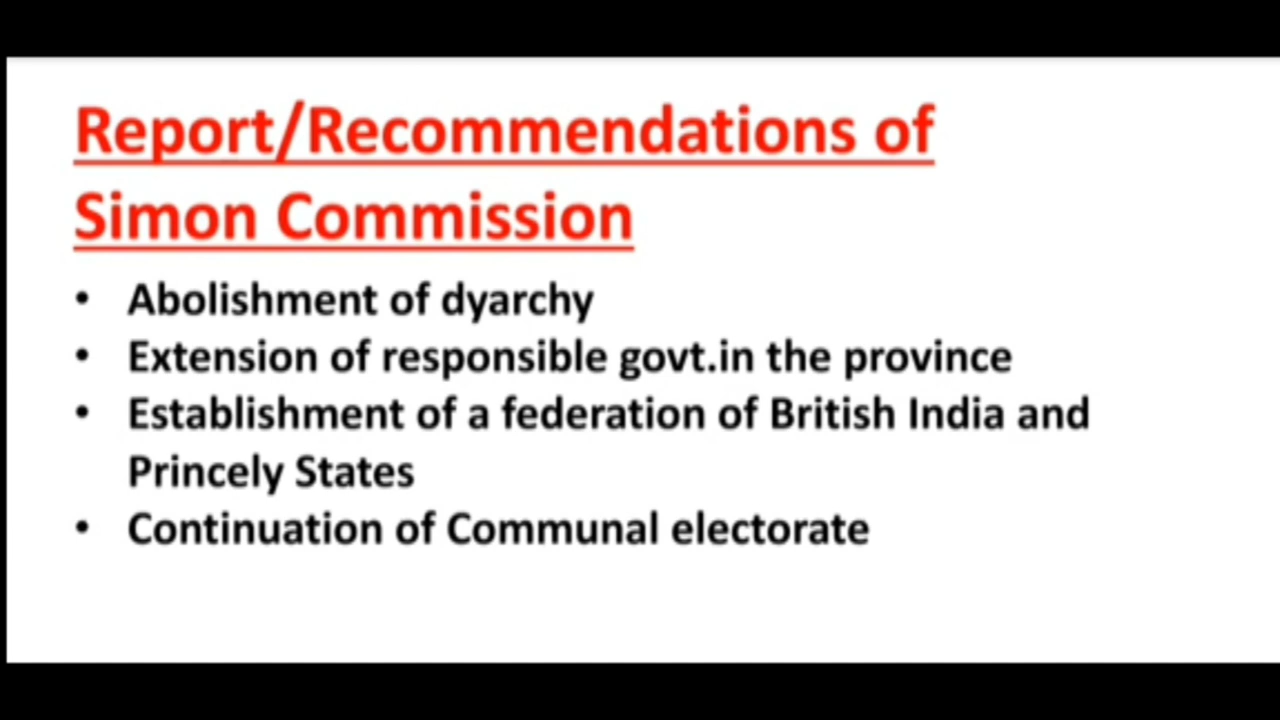 Report/Recommendations of
Simon Commission
• Abolishment of dyarchy
• Extension of responsible govt.in the province
• Establishment of a federation of British India and
Princely States
• Continuation of Communal electorate